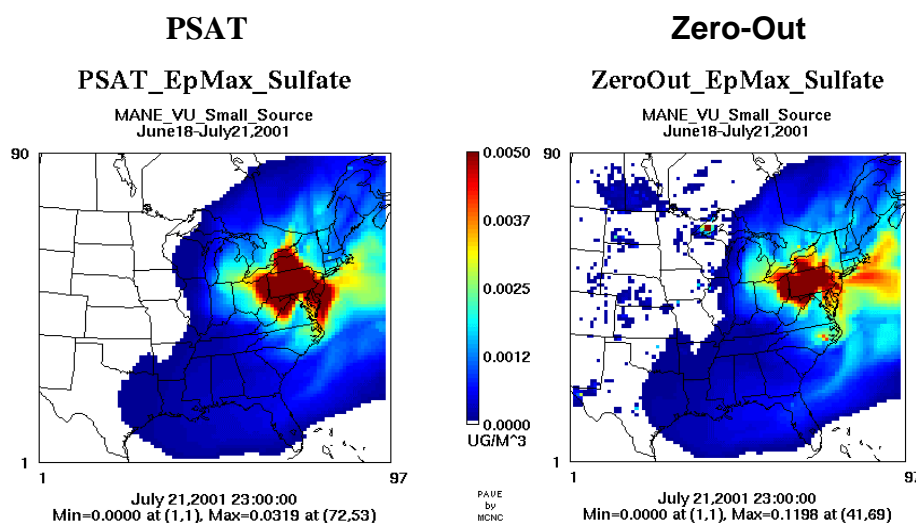 PSAT
Zero-Out
PSAT_EpMax_Sulfate
ZeroOut_EpMax_Sulfate
MANE_VU_Small_Source
June18-July21,2001
MANE_VU_Small_Source
June18-July21,2001
90
1
1
97
0.0050
0.0037
0.0025
0.0012
0.0000
UG/M^3
90
1
1
97
July 21,2001 23:00:00
Min=0.0000 at (1,1), Max=0.0319 at (72,53)
PAVE
by
MCNC
July 21,2001 23:00:00
Min=0.0000 at (1,1), Max=0.1198 at (41,69)